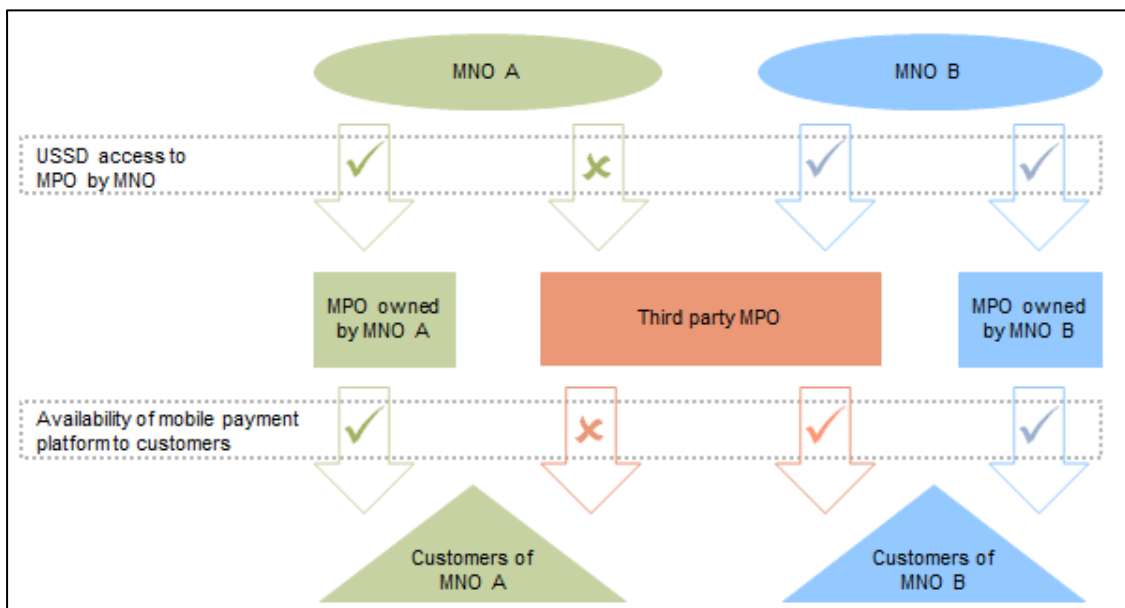 MNO A
MNO B
USSD access to
MPO by MNO
MPO owned
by MNO A
Third party MPO
MPO owned
by MNO B
Availability of mobile payment
platform to customers
Customers of
MNO A
Customers of
MNO B